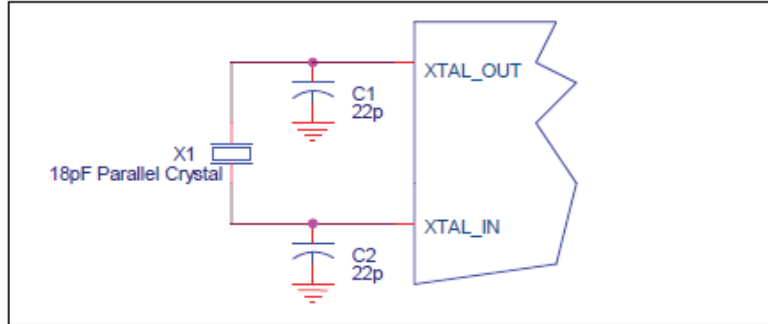 XTAL_OUT
C1
22p
X1
18pF Parallel Crystal
XTAL_IN
C2
22p